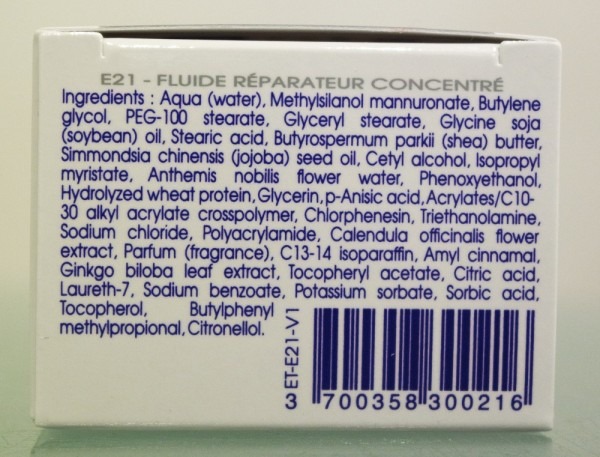 E21 - FLUIDE RÉPARATEUR CONCENTRÉ
Ingredients : Aqua (water), Methylsilanol mannuronate, Butylene
glycol, PEG-100 stearate, Glyceryl stearate, Glycine soja
(soybean) oil, Stearic acid, Butyrospermum parkii (shea) butter,
Simmondsia chinensis (jojoba) seed oil, Cetyl alcohol, Isopropyl
myristate, Anthemis nobilis flower water, Phenoxyethanol,
Hydrolyzed wheat protein, Glycerin, p-Anisic acid, Acrylates/C10-
30 alkyl acrylate crosspolymer, Chlorphenesin, Triethanolamine,
Sodium chloride, Polyacrylamide, Calendula officinalis flower
extract, Parfum (fragrance), C13-14 isoparaffin, Amyl cinnamal,
Ginkgo biloba leaf extract, Tocopheryl acetate, Citric acid,
Laureth-7, Sodium benzoate, Potassium sorbate, Sorbic acid,
Tocopherol, Butylphenyl
methylpropional, Citronellol.
ET-E21-V1
3 700358 300216